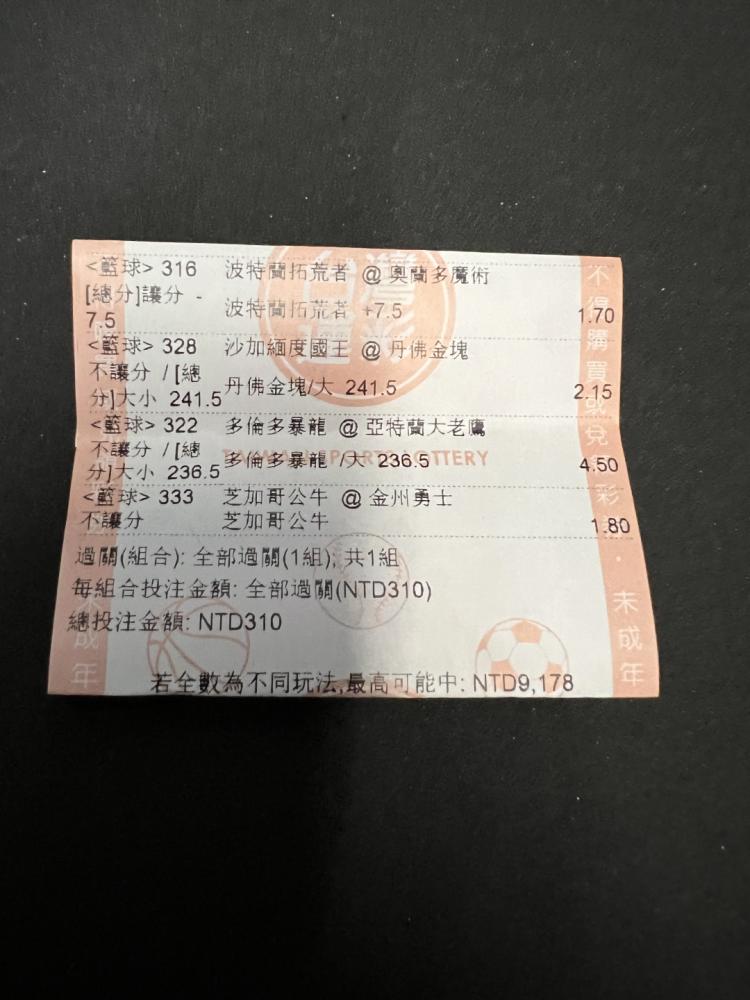 <籃球> 316 波特蘭拓荒者 @ 奧蘭多魔術
[總分]讓分 -
7.5 波特蘭拓荒者 +7.5 1.70
<籃球> 328 沙加緬度國王 @ 丹佛金塊
不讓分 / [總
分]大小 241.5 丹佛金塊/大 241.5 2.15
<籃球> 322 多倫多暴龍 @ 亞特蘭大老鷹
不讓分 / [總
分]大小 236.5 多倫多暴龍 /大 236.5 4.50
<籃球> 333 芝加哥公牛 @ 金州勇士
不讓分 芝加哥公牛 1.80
過關(組合): 全部過關(1組); 共1組
每組合投注金額: 全部過關(NTD310)
總投注金額: NTD310
若全數為不同玩法,最高可能中: NTD9,178
不得購買或兌彩．未成年
成年